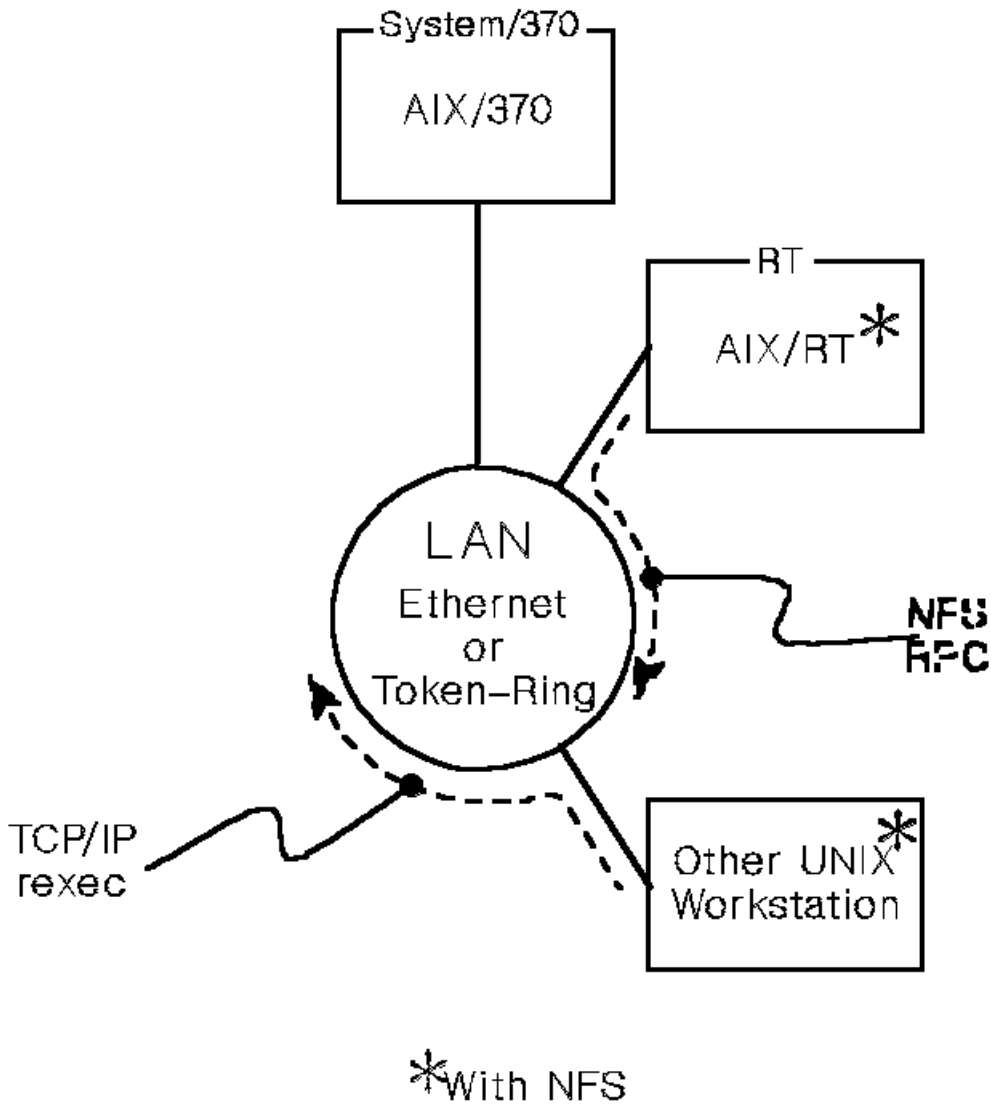 System/370
AIX/370
RT
AIX/RT*
LAN
Ethernet
or
Token-Ring
NFS
RPC
TCP/IP
rexec
Other UNIX*
Workstation
*With NFS